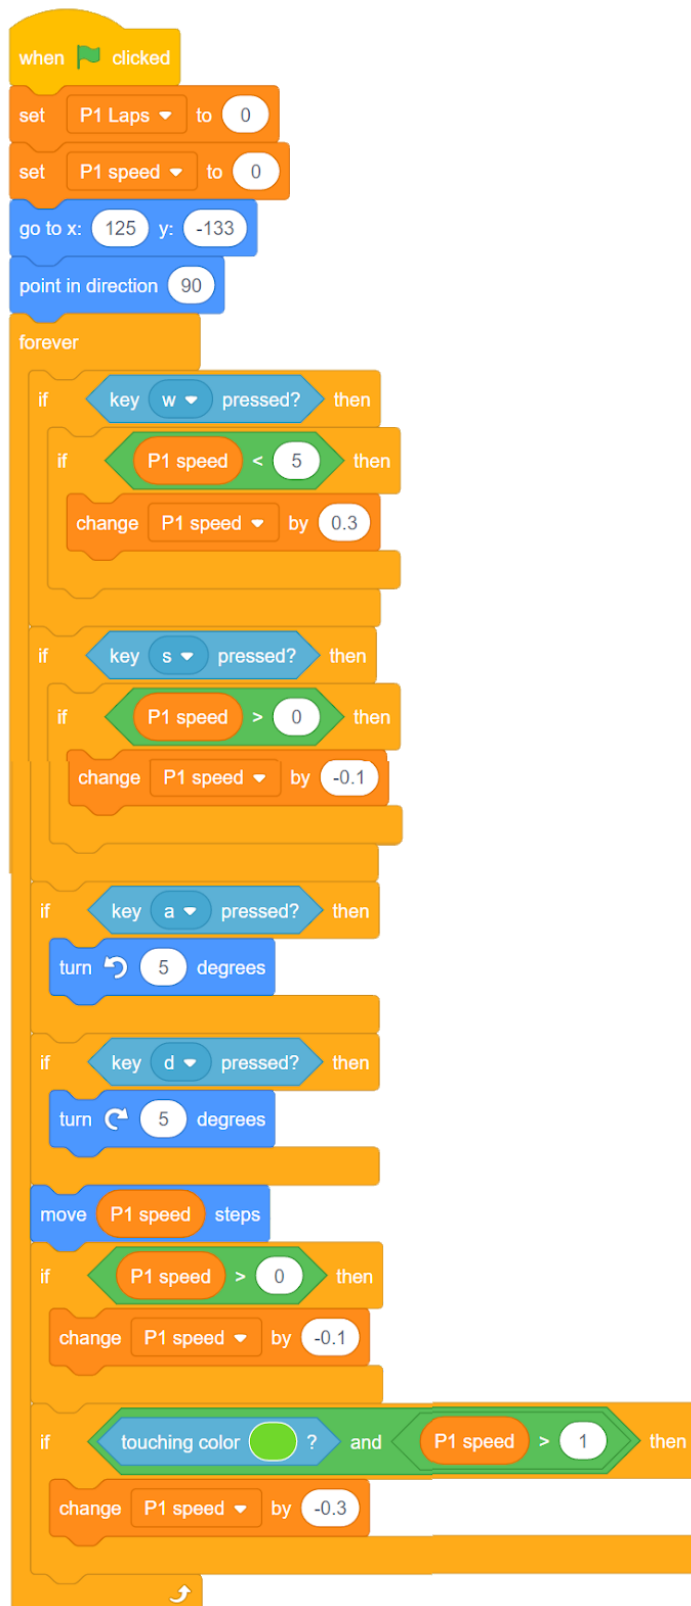 when clicked
set P1 Laps to 0
set P1 speed to 0
go to x: 125 y: -133
point in direction 90
forever
if key w pressed? then
if P1 speed < 5 then
change P1 speed by 0.3
if key s pressed? then
if P1 speed > 0 then
change P1 speed by -0.1
if key a pressed? then
turn 5 degrees
if key d pressed? then
turn 5 degrees
move P1 speed steps
if P1 speed > 0 then
change P1 speed by -0.1
if touching color ? and P1 speed > 1 then
change P1 speed by -0.3